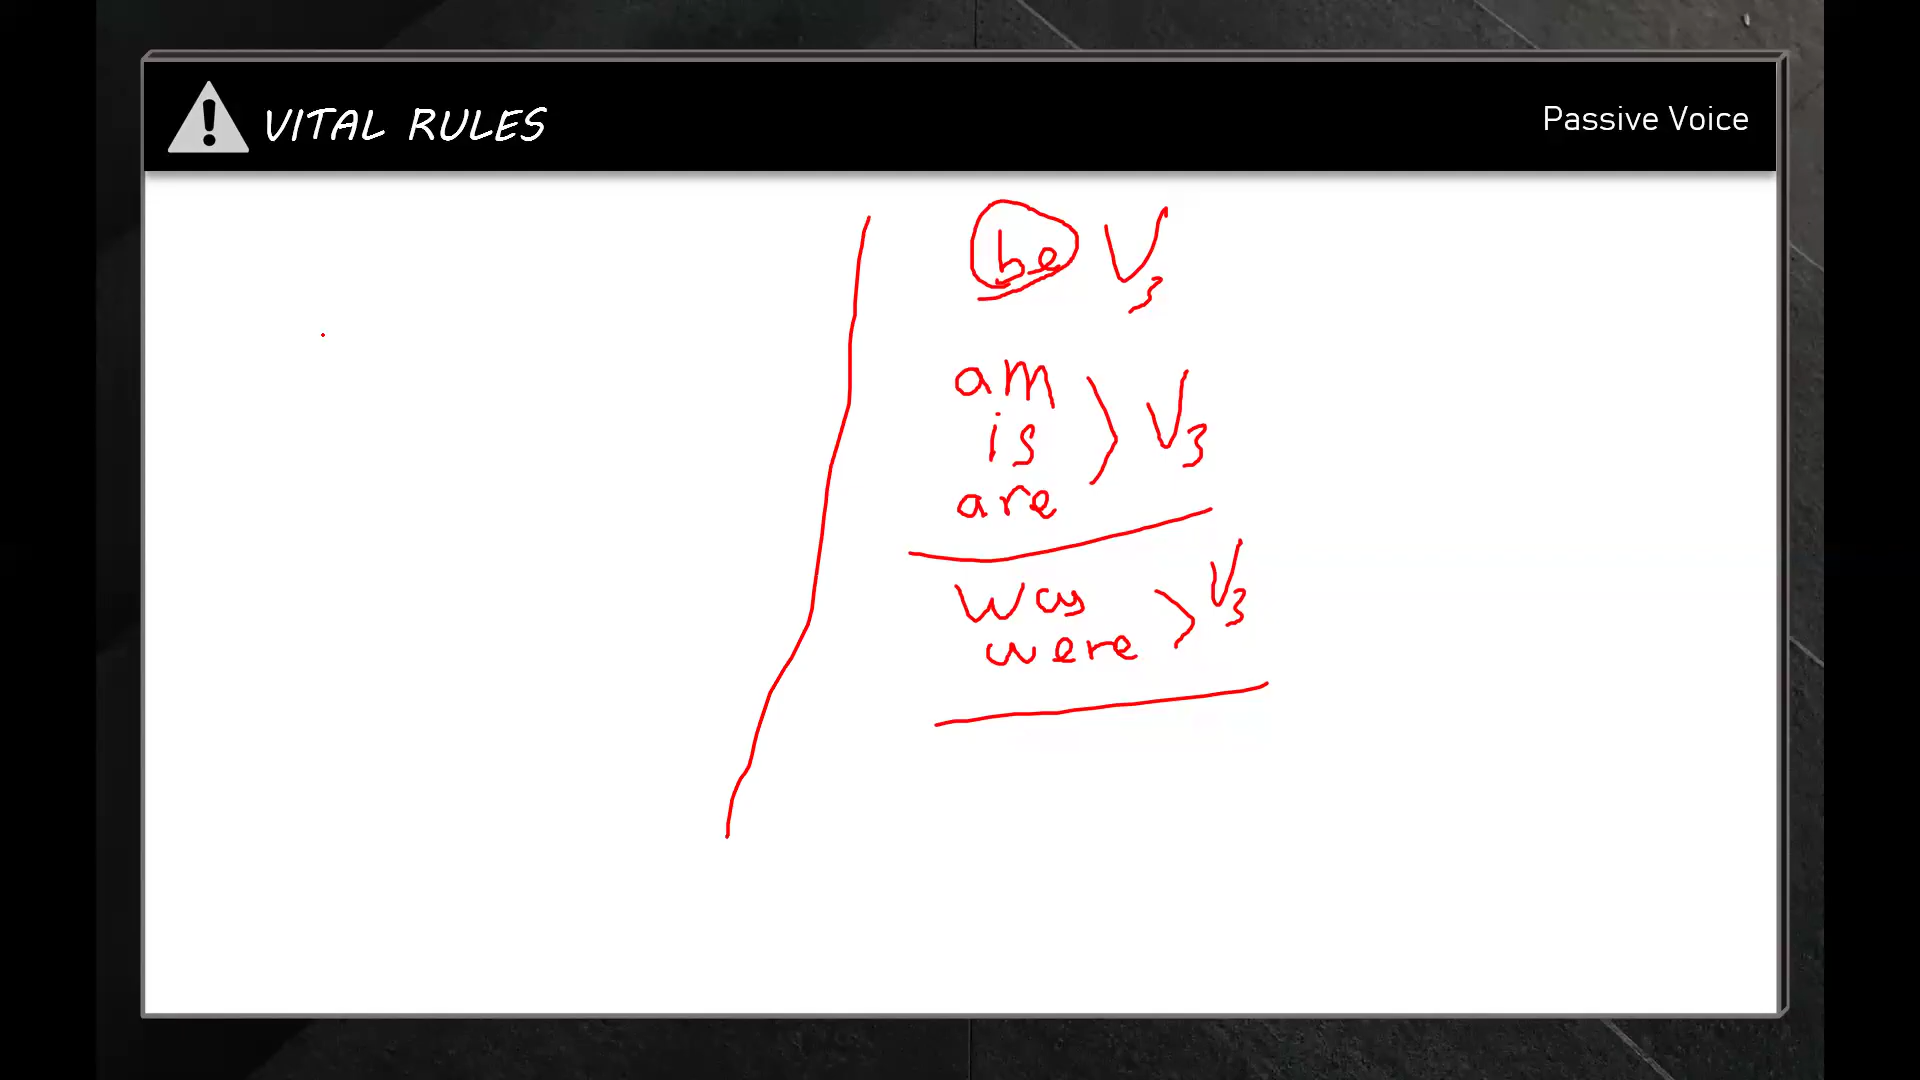 VITAL RULES
Passive Voice
be V3
am
is V3
are
was V3
were